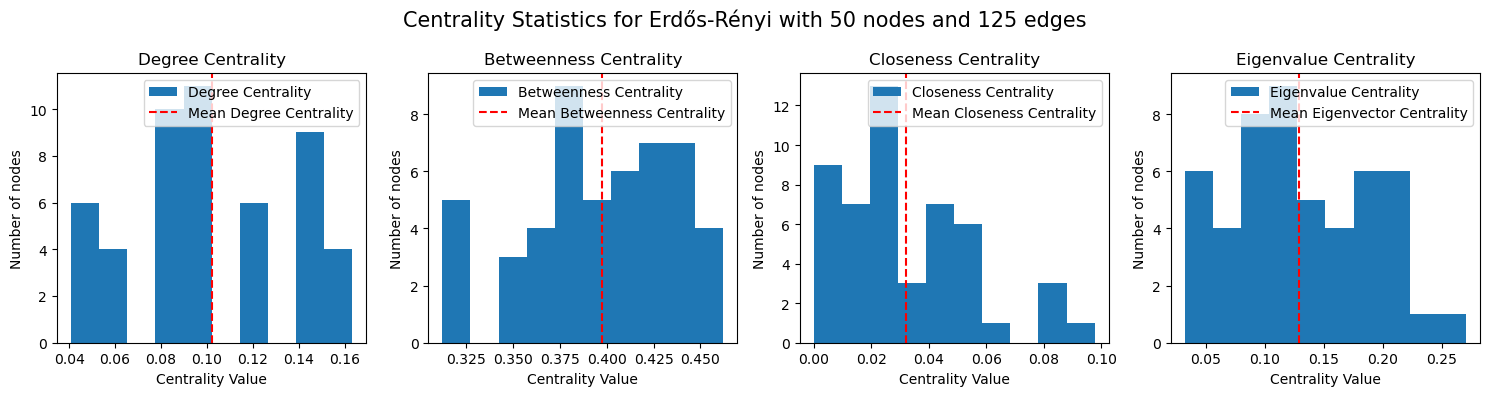 Centrality Statistics for Erdős-Rényi with 50 nodes and 125 edges
Degree Centrality
Number of nodes
10
8
6
4
2
0
Degree Centrality
Mean Degree Centrality
0.04 0.06 0.08 0.10 0.12 0.14 0.16
Centrality Value
Betweenness Centrality
Number of nodes
8
6
4
2
0
Betweenness Centrality
Mean Betweenness Centrality
0.325 0.350 0.375 0.400 0.425 0.450
Centrality Value
Closeness Centrality
Number of nodes
12
10
8
6
4
2
0
Closeness Centrality
Mean Closeness Centrality
0.00 0.02 0.04 0.06 0.08 0.10
Centrality Value
Eigenvalue Centrality
Number of nodes
8
6
4
2
0
Eigenvalue Centrality
Mean Eigenvector Centrality
0.05 0.10 0.15 0.20 0.25
Centrality Value